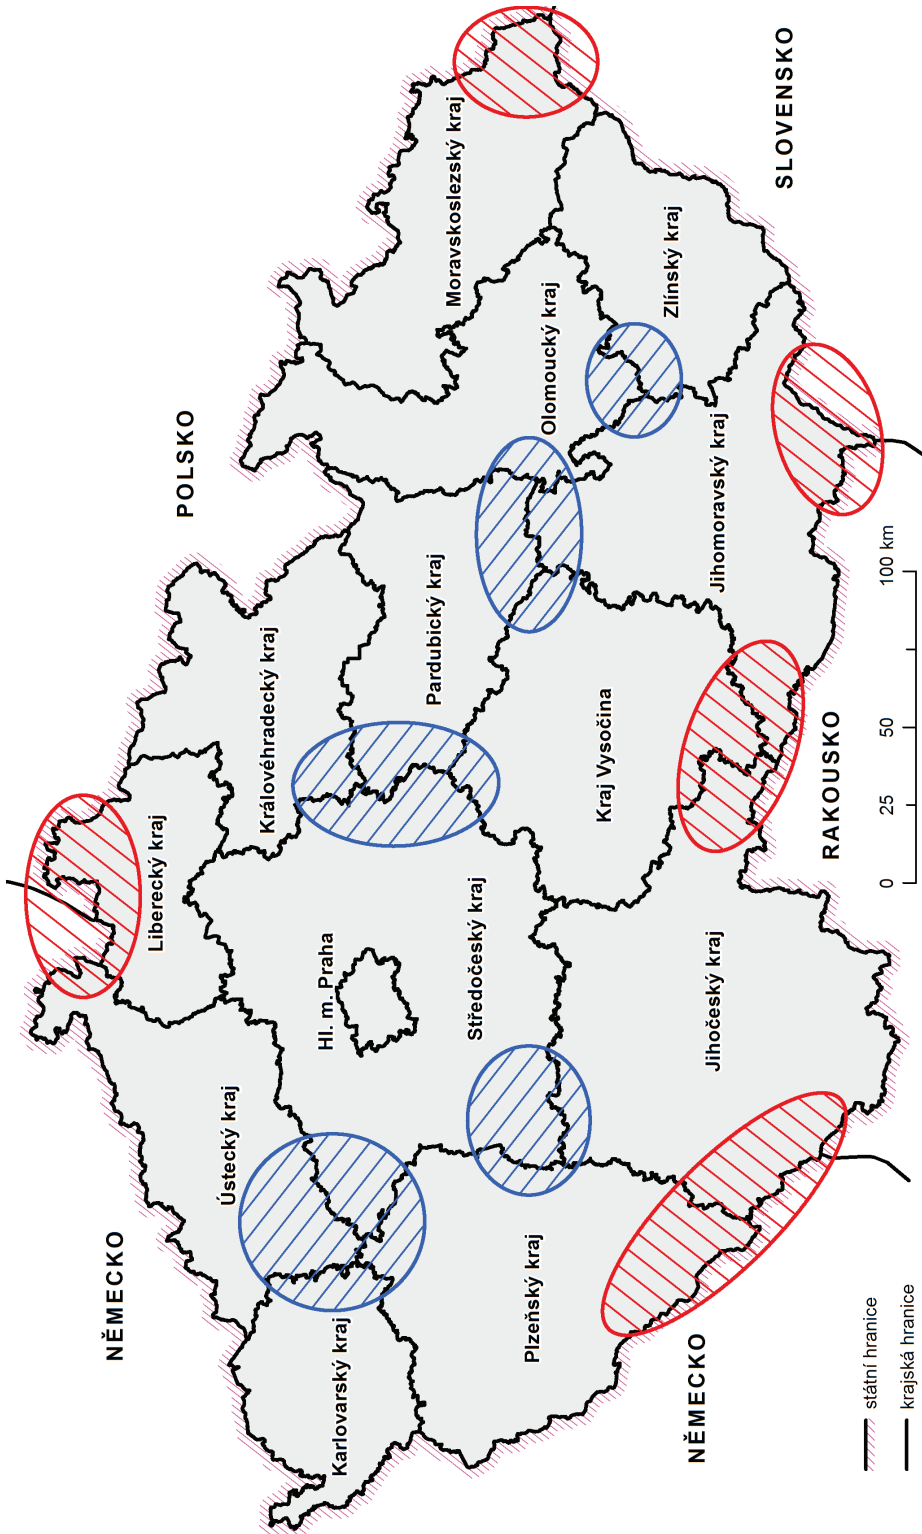 POLSKO
NĚMECKO
Liberecký kraj
Ústecký kraj
Královéhradecký kraj
Hl. m. Praha
Karlovarský kraj
Pardubický kraj
Moravskoslezský kraj
Středočeský kraj
Olomoucký kraj
Plzeňský kraj
Kraj Vysočina
Zlínský kraj
Jihočeský kraj
Jihomoravský kraj
NĚMECKO
SLOVENSKO
RAKOUSKO
státní hranice
krajská hranice
0 25 50 100 km